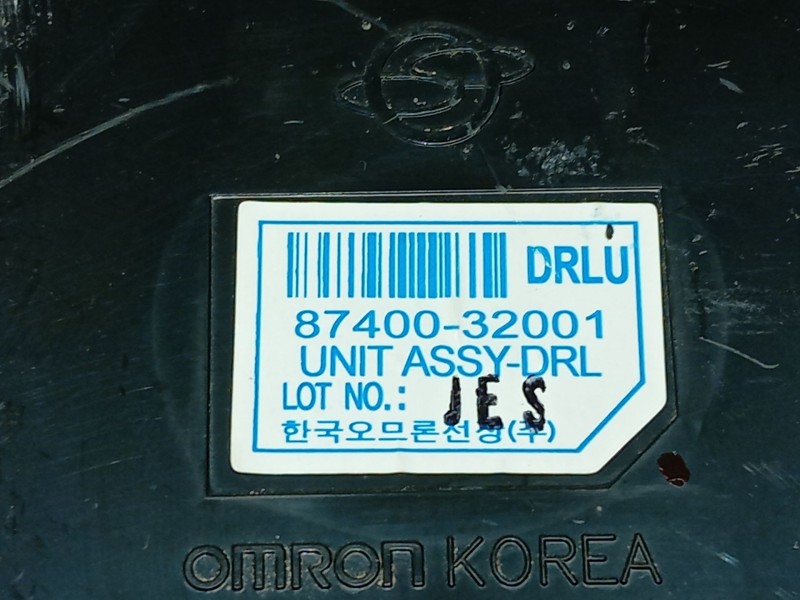 DRLU
87400-32001
UNIT ASSY-DRL
LOT NO.: JES
한국오므론전장(주)
OMRON KOREA